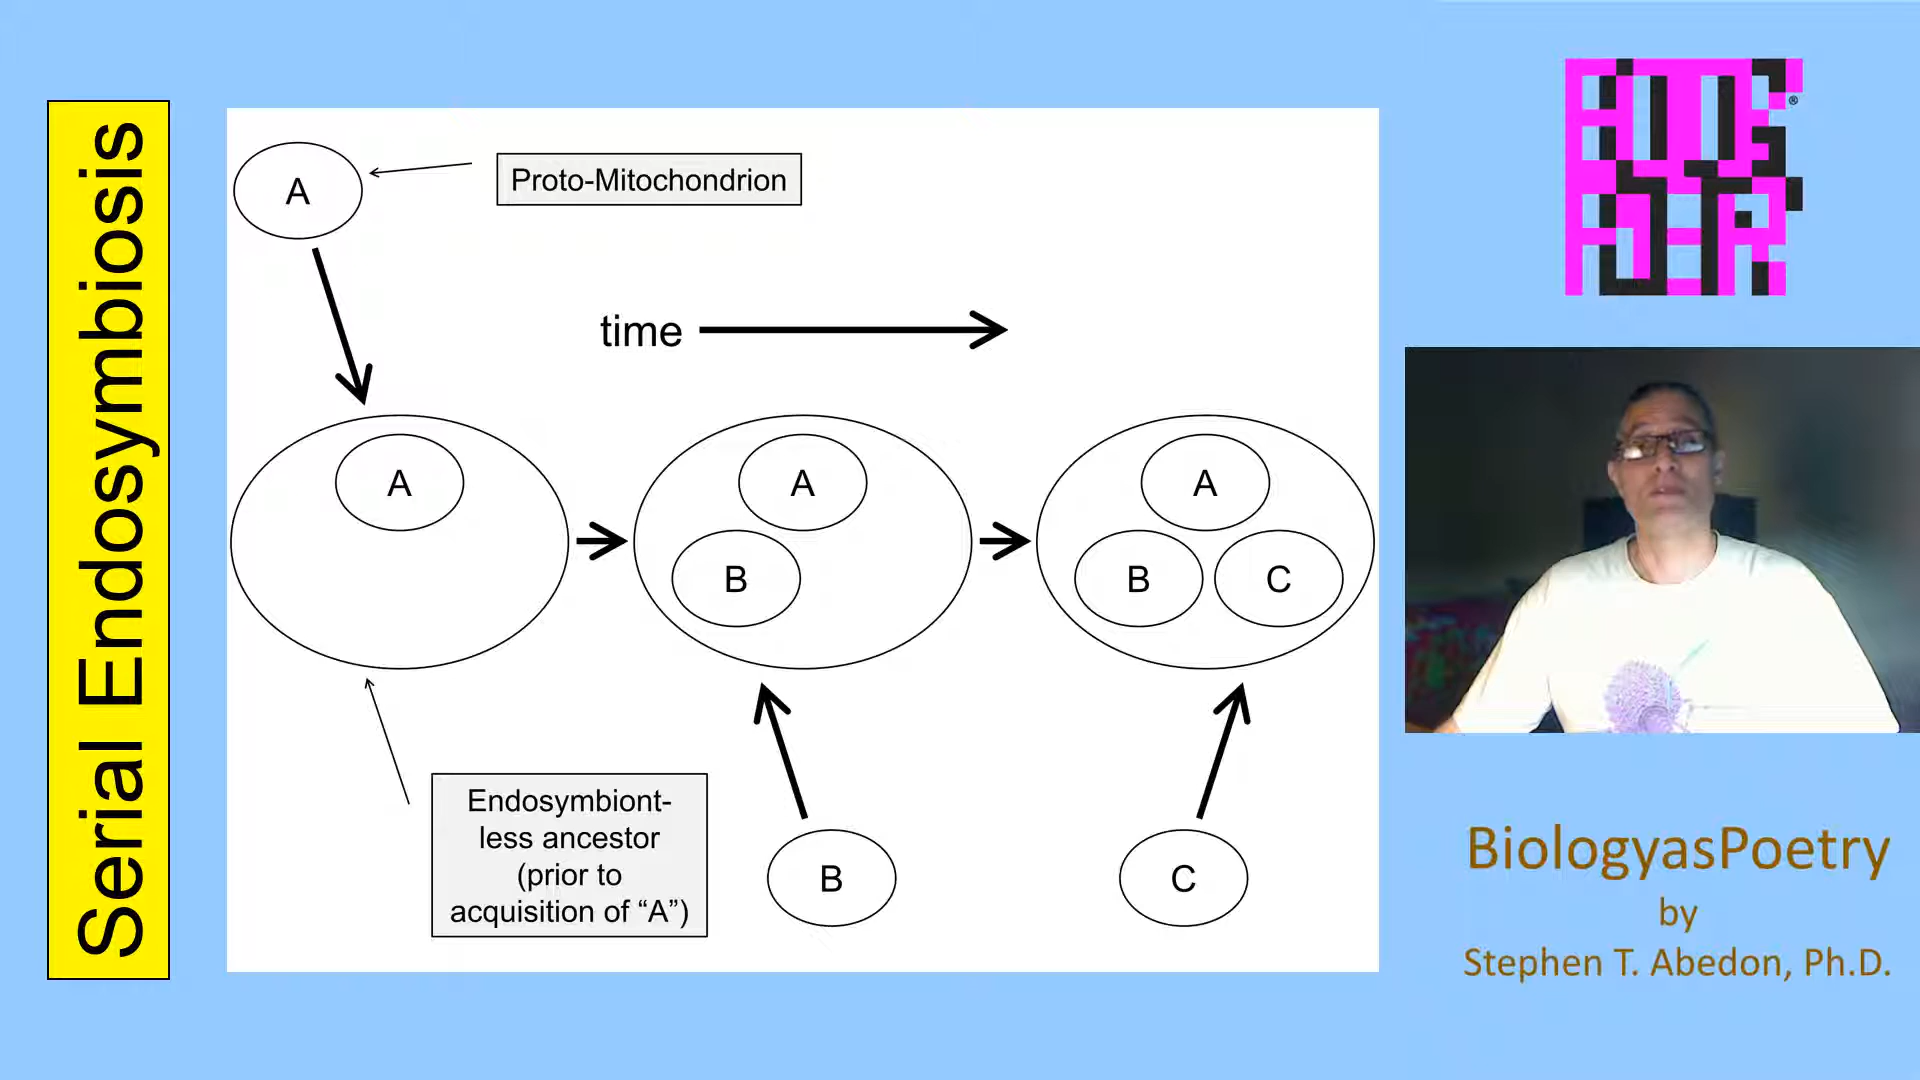 Serial Endosymbiosis
A
Proto-Mitochondrion
time
A
A
B
A
B
C
Endosymbiont-
less ancestor
(prior to
acquisition of “A”)
B
C
®
BiologyasPoetry
by
Stephen T. Abedon, Ph.D.